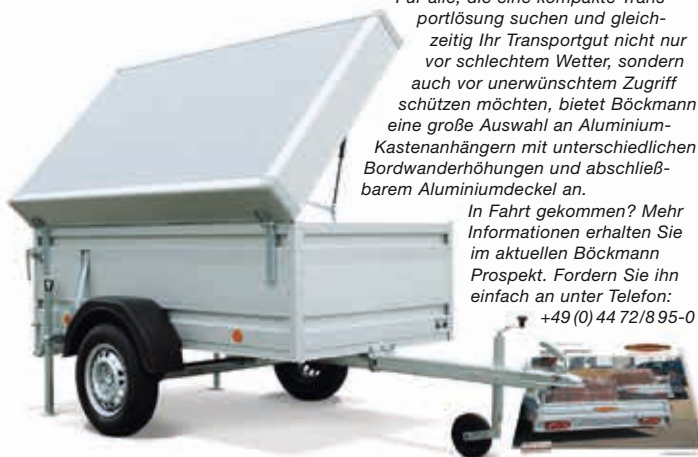 Für alle, die eine kompakte Trans-
portlösung suchen und gleich-
zeitig Ihr Transportgut nicht nur
vor schlechtem Wetter, sondern
auch vor unerwünschtem Zugriff
schützen möchten, bietet Böckmann
eine große Auswahl an Aluminium-
Kastenanhängern mit unterschiedlichen
Bordwanderhöhungen und abschließ-
barem Aluminiumdeckel an.
In Fahrt gekommen? Mehr
Informationen erhalten Sie
im aktuellen Böckmann
Prospekt. Fordern Sie ihn
einfach an unter Telefon:
+49 (0) 44 72/8 95-0